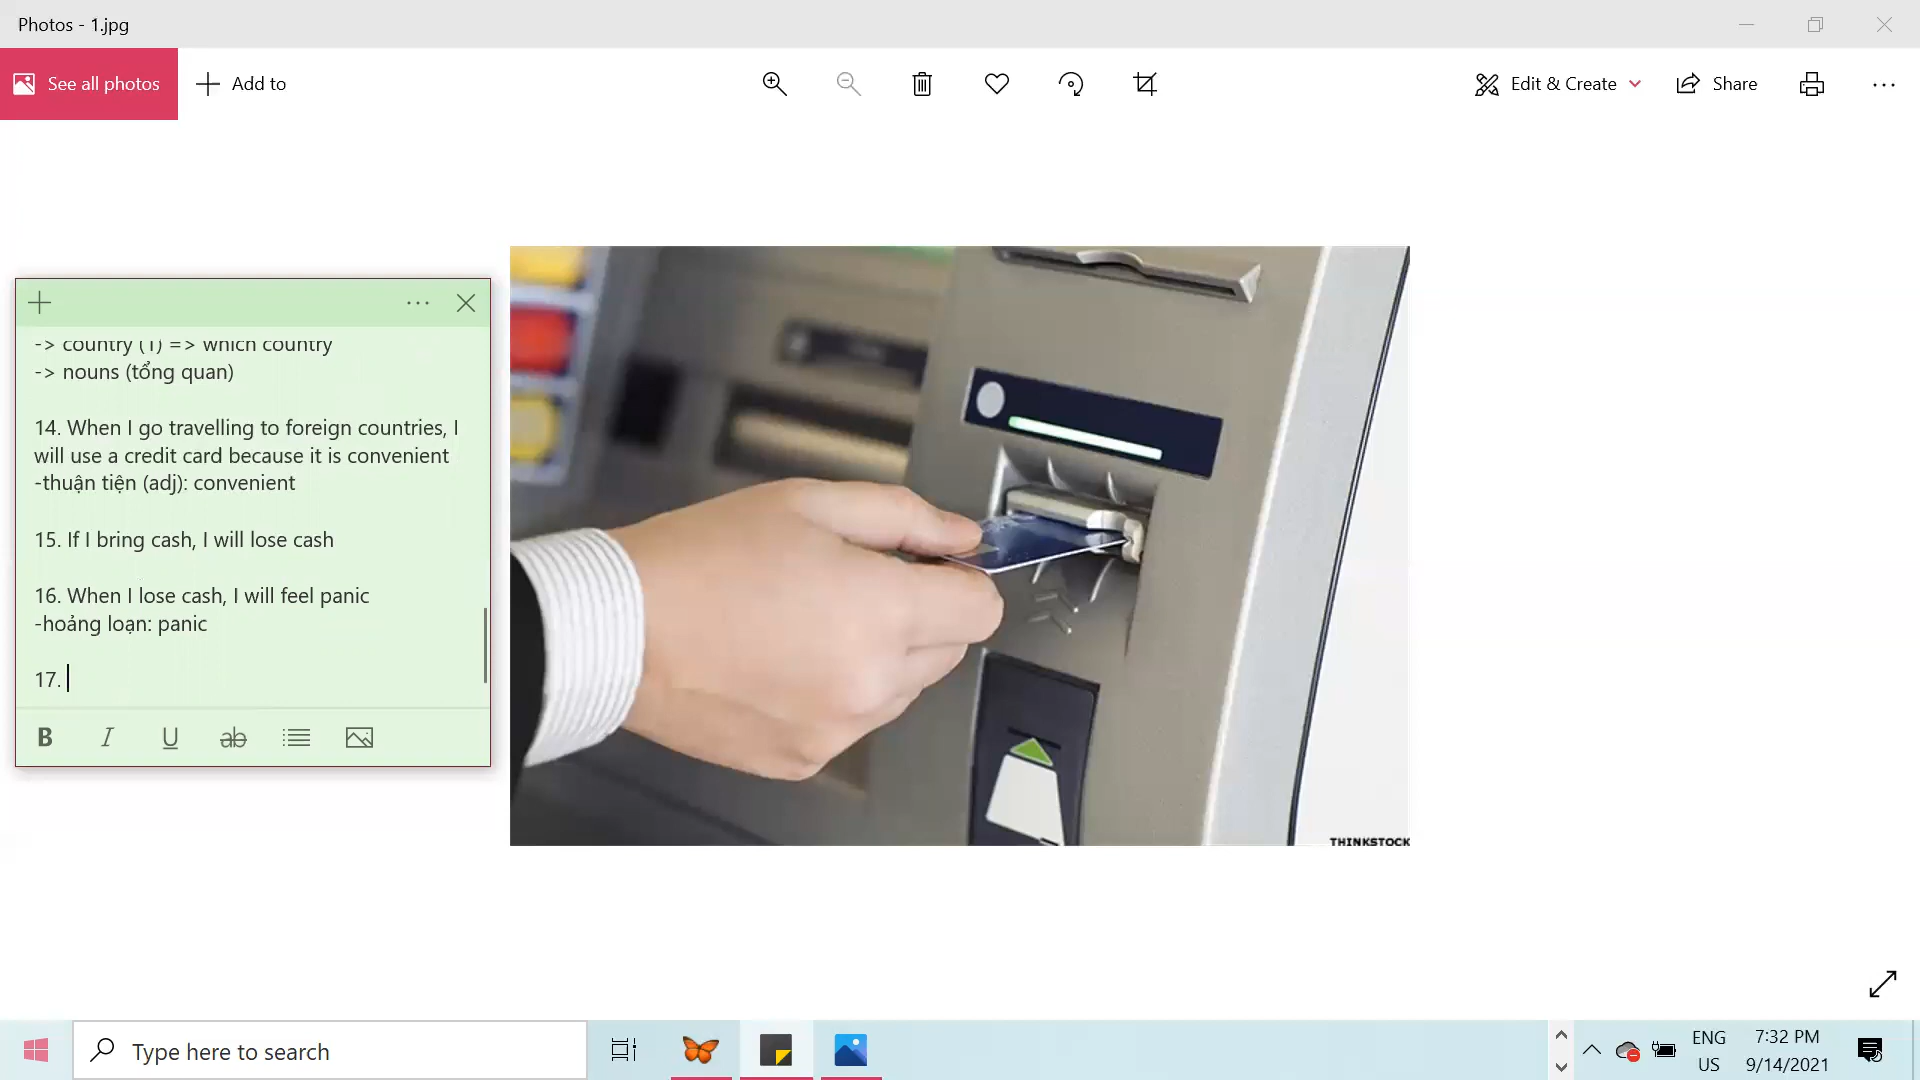 Photos - 1.jpg
See all photos
Add to
Edit & Create
Share
-> country (1) => which country
-> nouns (tổng quan)
14. When I go travelling to foreign countries, I
will use a credit card because it is convenient
-thuận tiện (adj): convenient
15. If I bring cash, I will lose cash
16. When I lose cash, I will feel panic
-hoảng loạn: panic
17.
B I U ab
THINKSTOCK
Type here to search
ENG
US
7:32 PM
9/14/2021